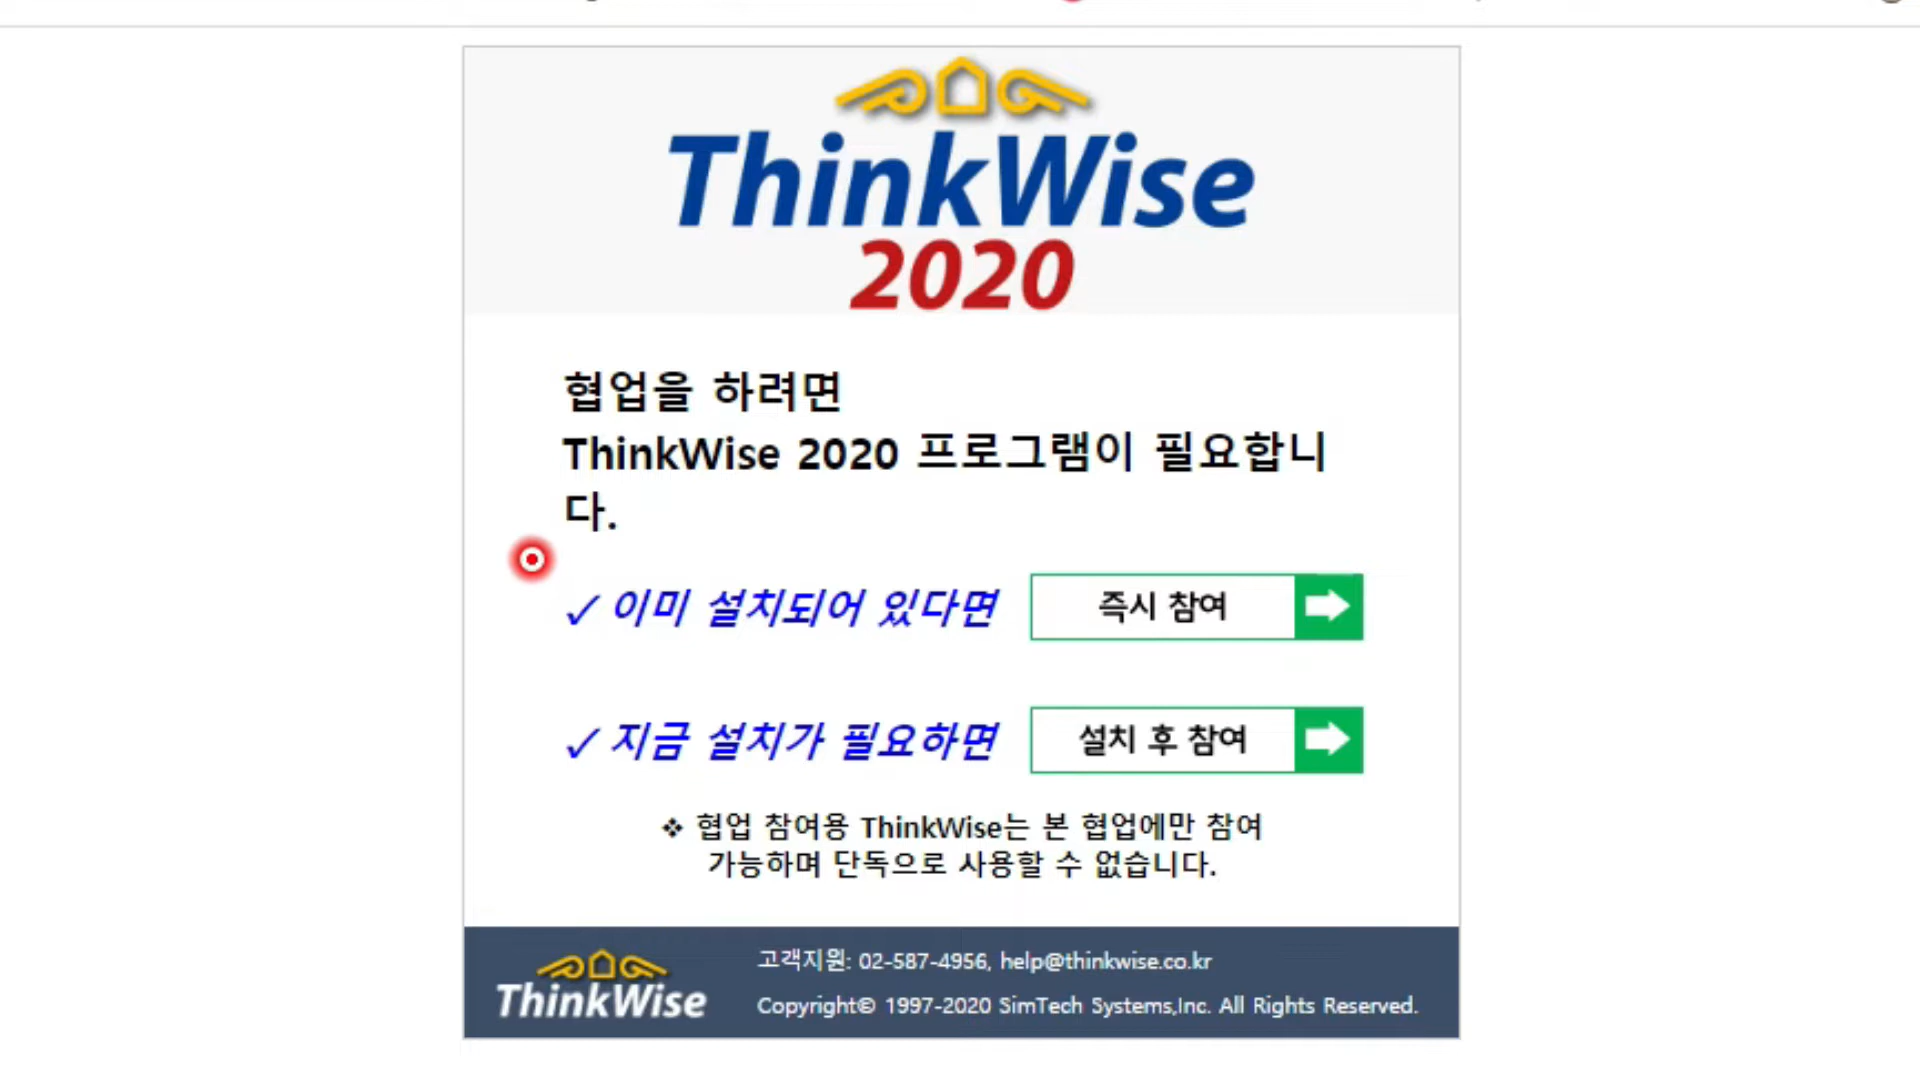 ThinkWise
2020
협업을 하려면
ThinkWise 2020 프로그램이 필요합니
다.
✓ 이미 설치되어 있다면
즉시 참여
✓ 지금 설치가 필요하면
설치 후 참여
❖ 협업 참여용 ThinkWise는 본 협업에만 참여
가능하며 단독으로 사용할 수 없습니다.
ThinkWise
고객지원: 02-587-4956, help@thinkwise.co.kr
Copyright© 1997-2020 SimTech Systems,Inc. All Rights Reserved.